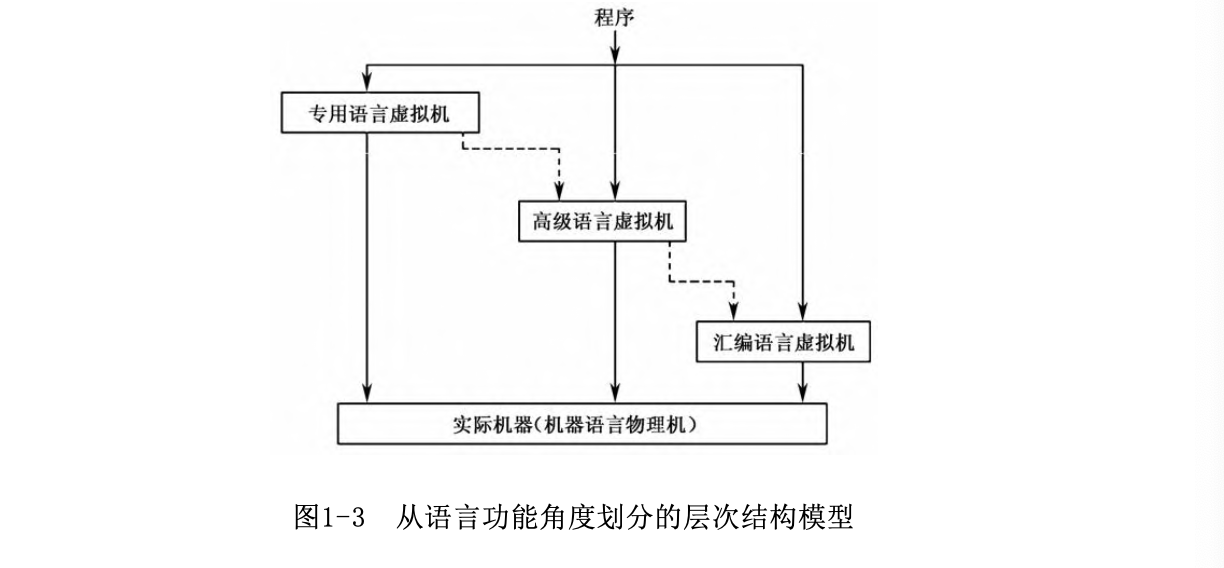 程序
专用语言虚拟机
高级语言虚拟机
汇编语言虚拟机
实际机器(机器语言物理机)
图1-3 从语言功能角度划分的层次结构模型